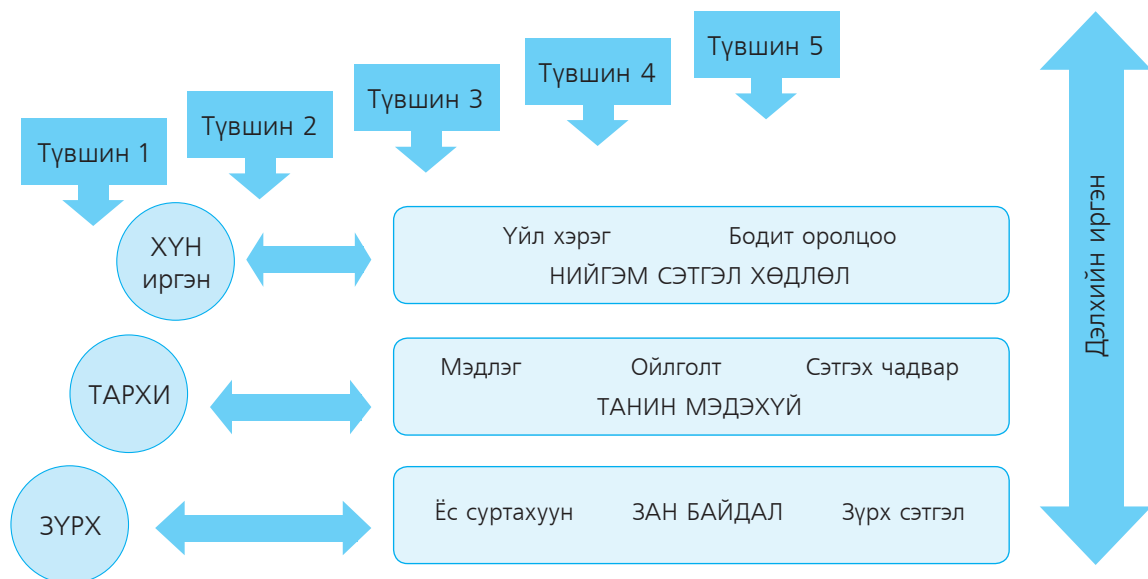 Түвшин 1
Түвшин 2
Түвшин 3
Түвшин 4
Түвшин 5
ХҮН
иргэн
Үйл хэрэг Бодит оролцоо
НИЙГЭМ СЭТГЭЛ ХӨДЛӨЛ
ТАРХИ
Мэдлэг Ойлголт Сэтгэх чадвар
ТАНИН МЭДЭХҮЙ
ЗҮРХ
Ёс суртахуун ЗАН БАЙДАЛ Зүрх сэтгэл
Дэлхийн иргэн